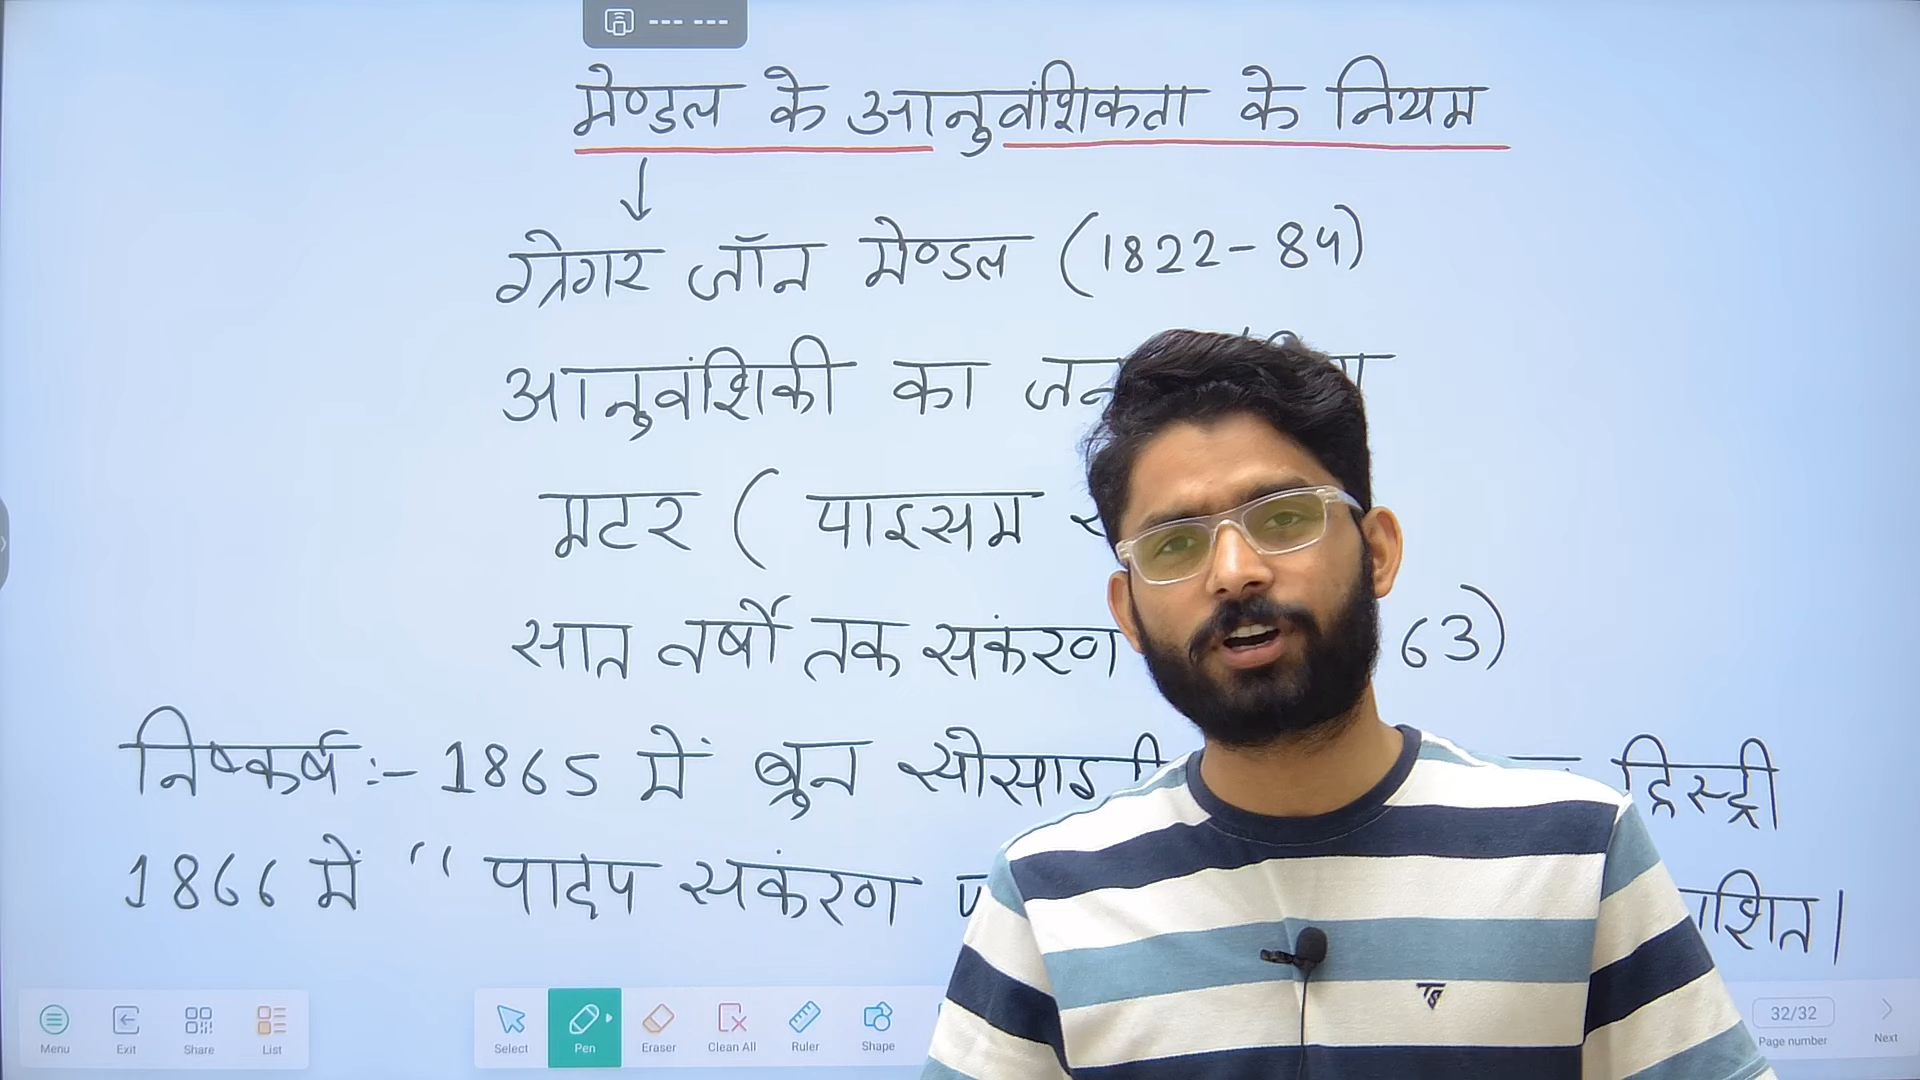 मेण्डल के आनुवंशिकता के नियम
ग्रेगर जॉन मेण्डल (1822-84)
आनुवंशिकी का
मटर ( पाइसम
सात वर्षों तक संकरण 63)
निष्कर्ष :- 1865 में ब्रुन हिस्ट्री
1866 में " पादप संकरण
Menu Exit Share List Select Pen Eraser Clean All Ruler Shape
32/32
Page number Next